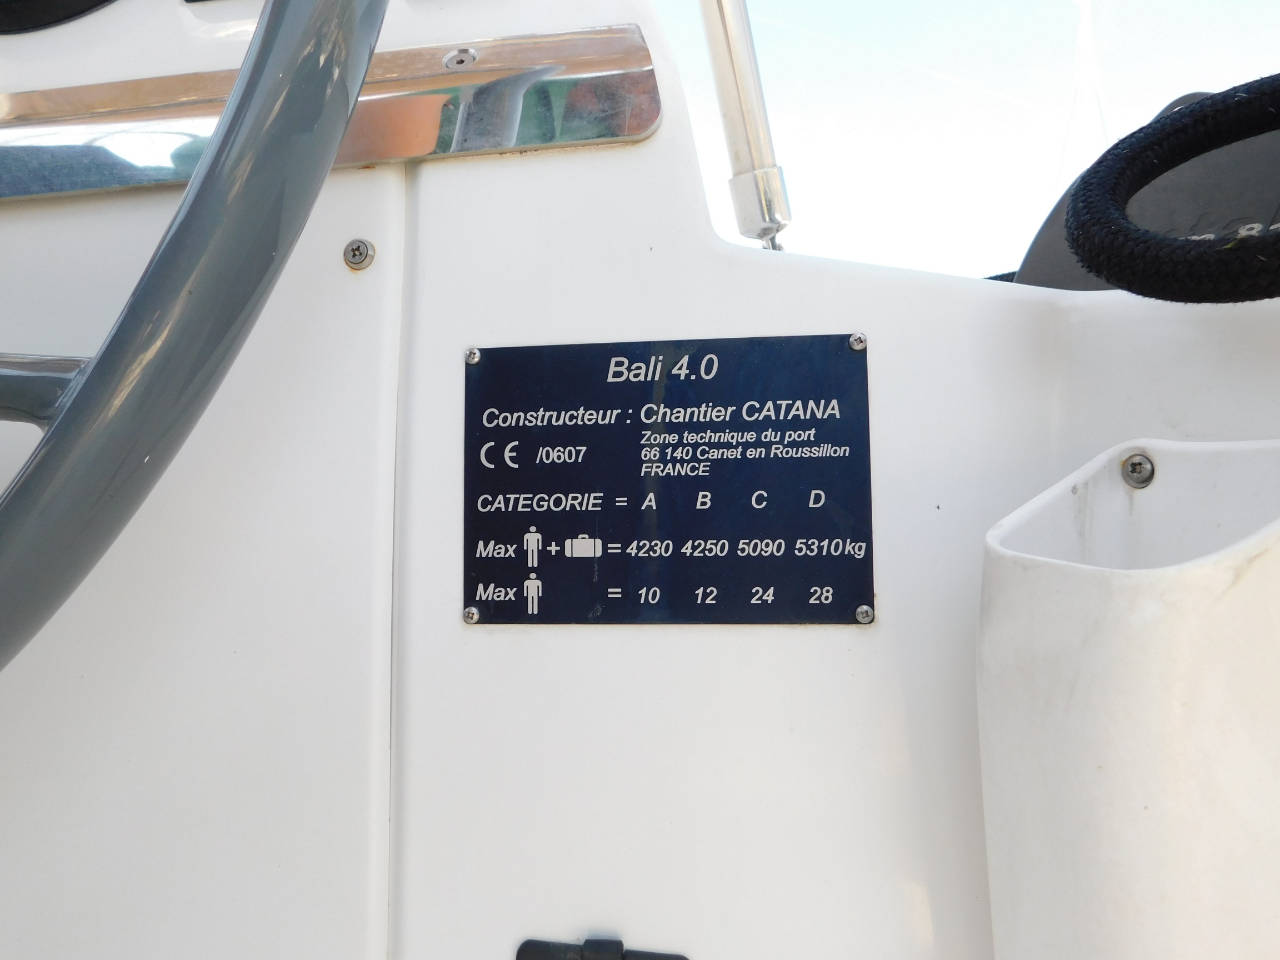 Bali 4.0
Constructeur : Chantier CATANA
Zone technique du port
CE /0607 66 140 Canet en Roussillon
FRANCE
CATEGORIE = A B C D
Max + = 4230 4250 5090 5310 kg
Max = 10 12 24 28